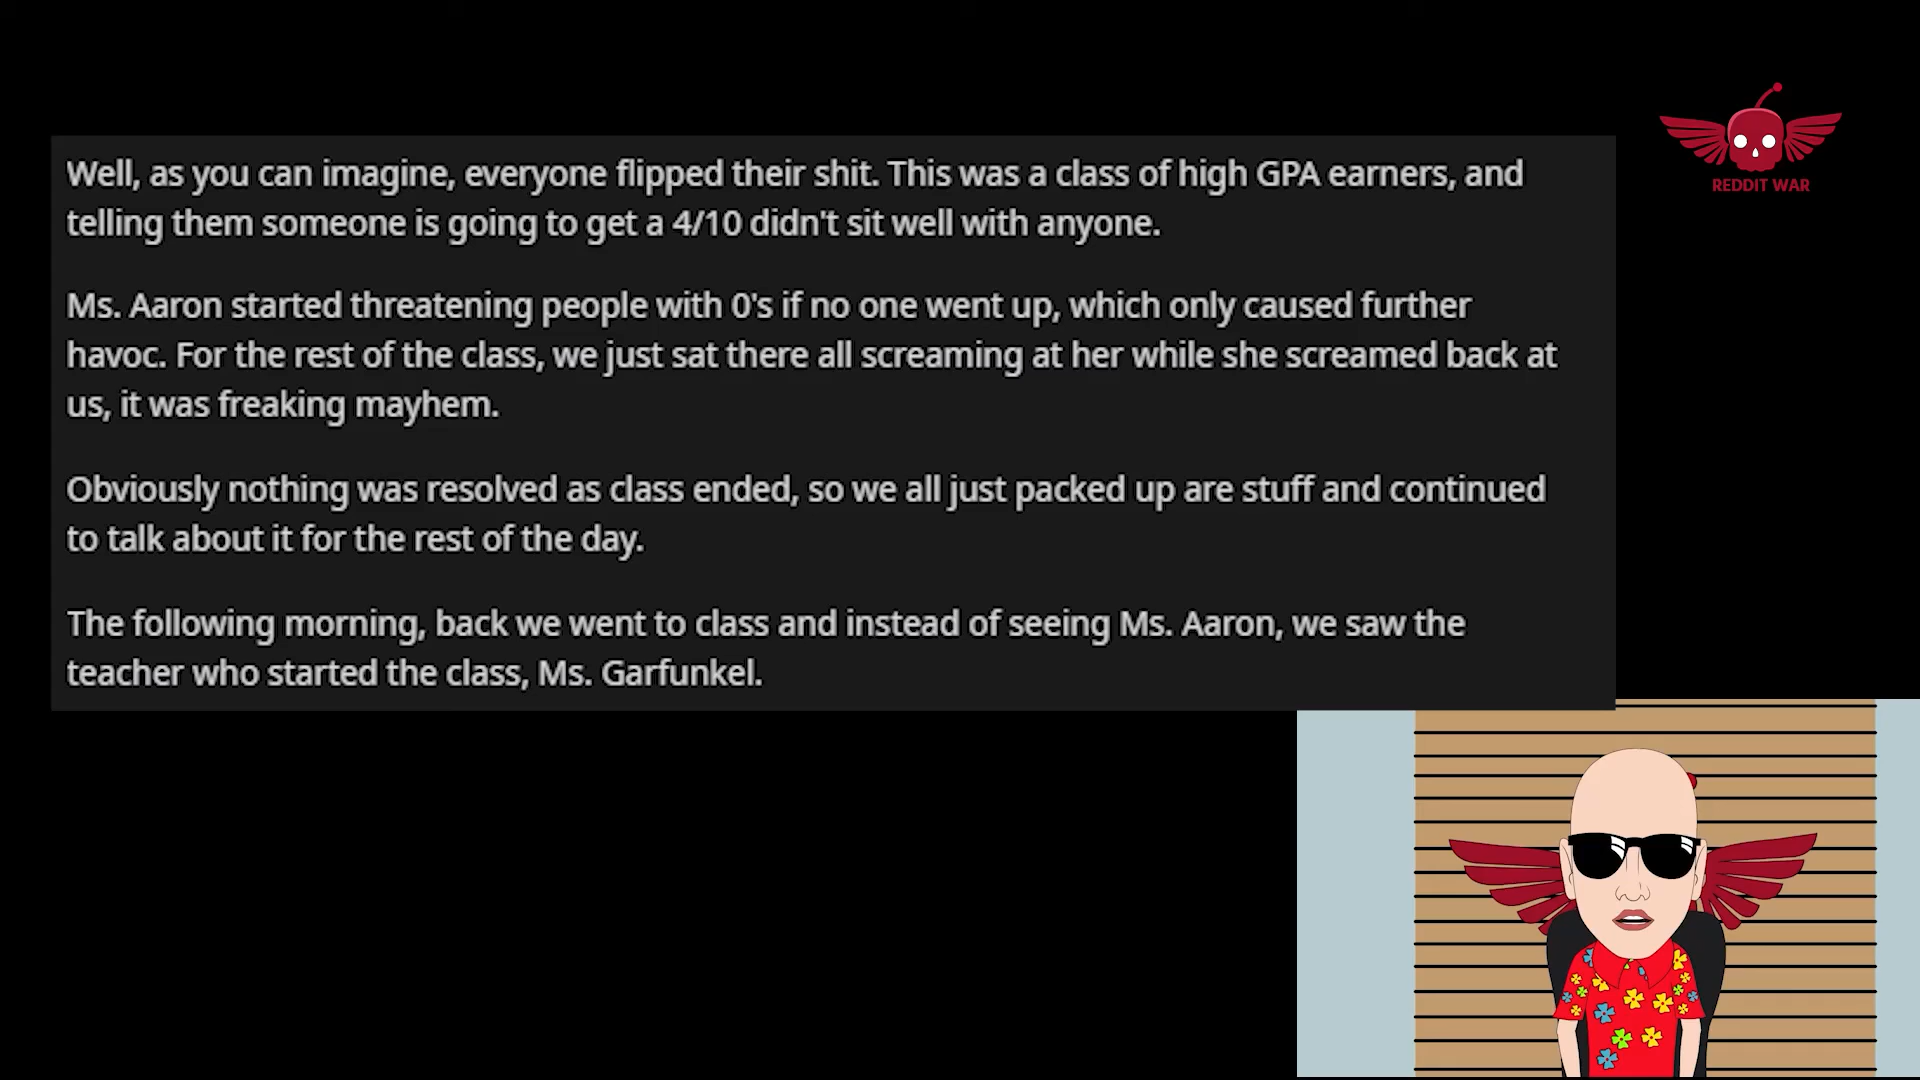 Well, as you can imagine, everyone flipped their shit. This was a class of high GPA earners, and
telling them someone is going to get a 4/10 didn't sit well with anyone.
Ms. Aaron started threatening people with 0's if no one went up, which only caused further
havoc. For the rest of the class, we just sat there all screaming at her while she screamed back at
us, it was freaking mayhem.
Obviously nothing was resolved as class ended, so we all just packed up are stuff and continued
to talk about it for the rest of the day.
The following morning, back we went to class and instead of seeing Ms. Aaron, we saw the
teacher who started the class, Ms. Garfunkel.
REDDIT WAR